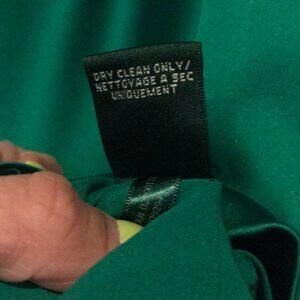 DRY CLEAN ONLY/
NETTOYAGE A SEC
UNIQUEMENT